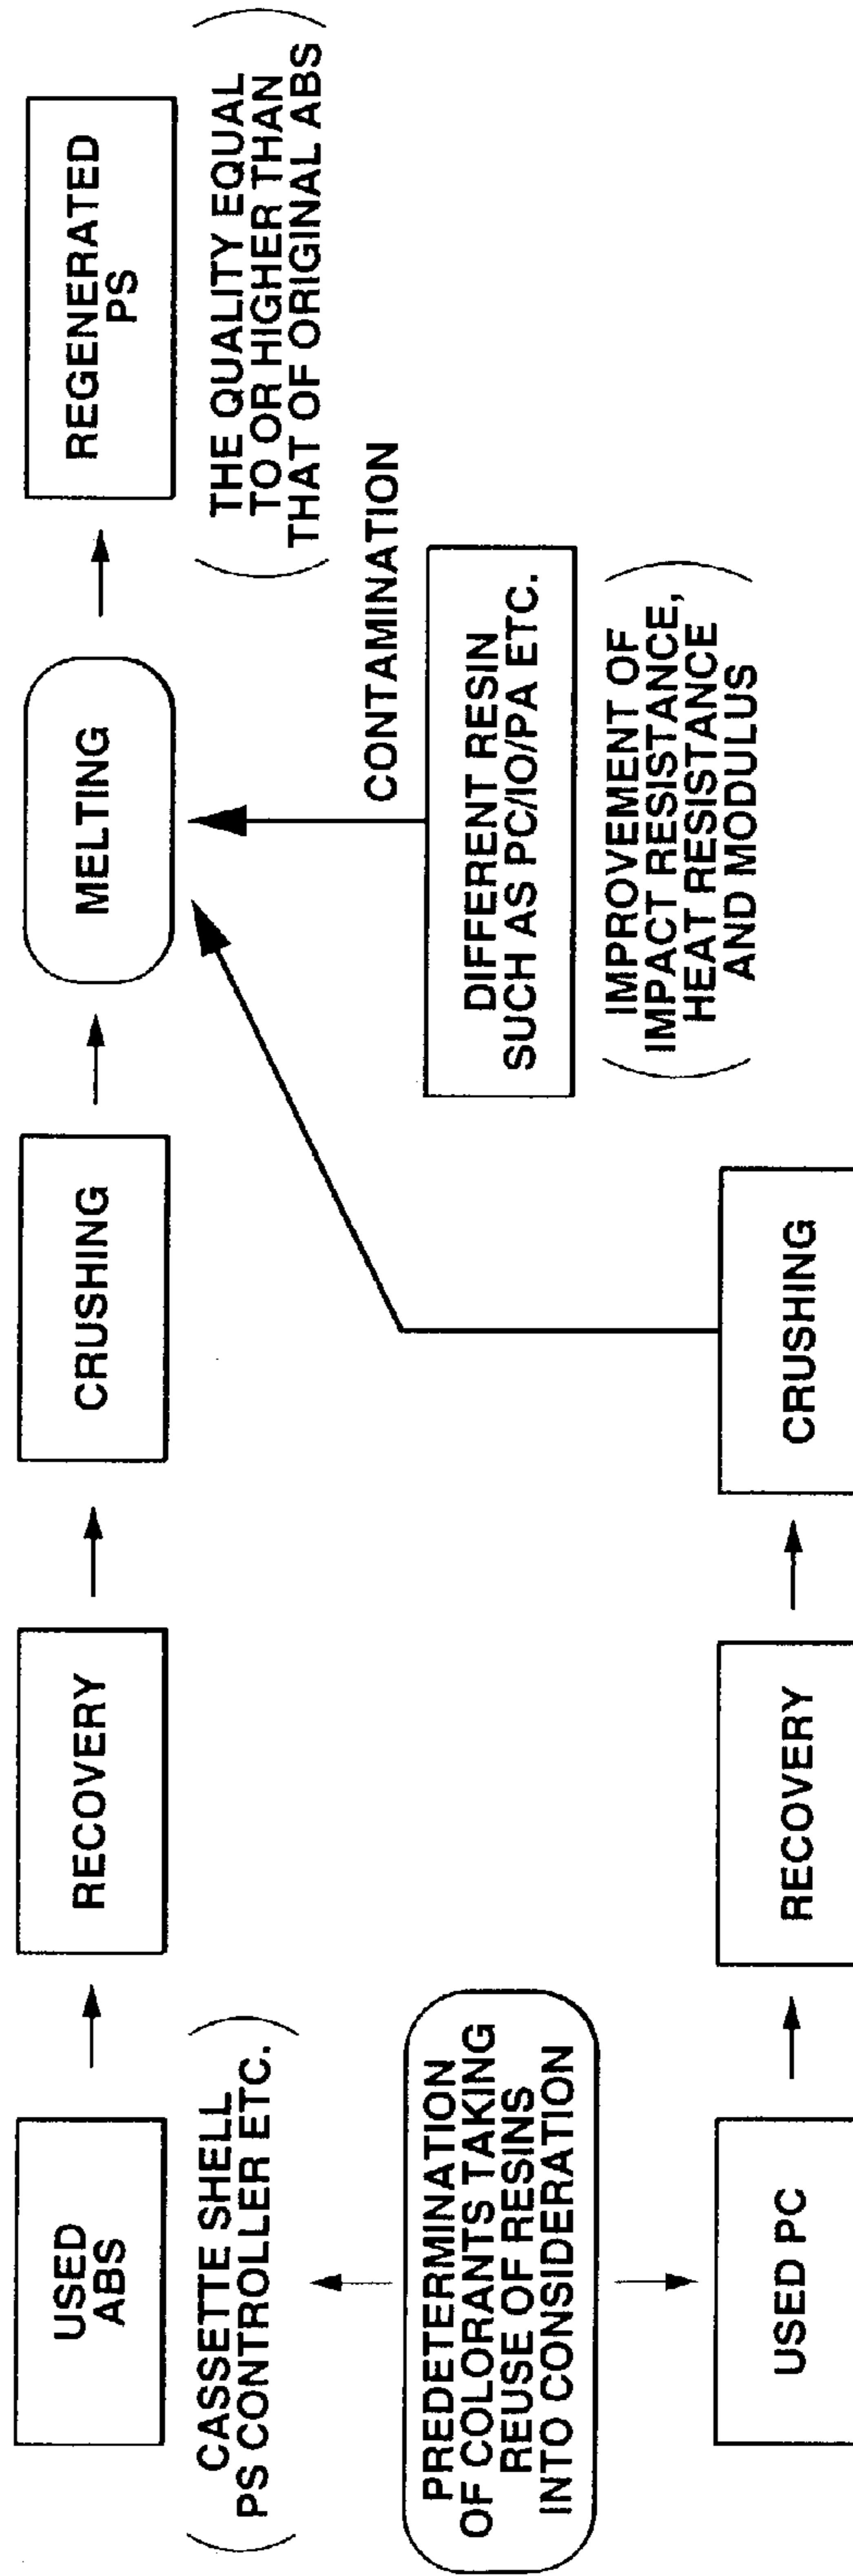 USED
ABS
(CASSETTE SHELL
PS CONTROLLER ETC.)
RECOVERY
CRUSHING
MELTING
REGENERATED
PS
(THE QUALITY EQUAL
TO OR HIGHER THAN
THAT OF ORIGINAL ABS)
CONTAMINATION
DIFFERENT RESIN
SUCH AS PC/IO/PA ETC.
(IMPROVEMENT OF
IMPACT RESISTANCE,
HEAT RESISTANCE
AND MODULUS)
PREDETERMINATION
OF COLORANTS TAKING
REUSE OF RESINS
INTO CONSIDERATION
USED PC
RECOVERY
CRUSHING